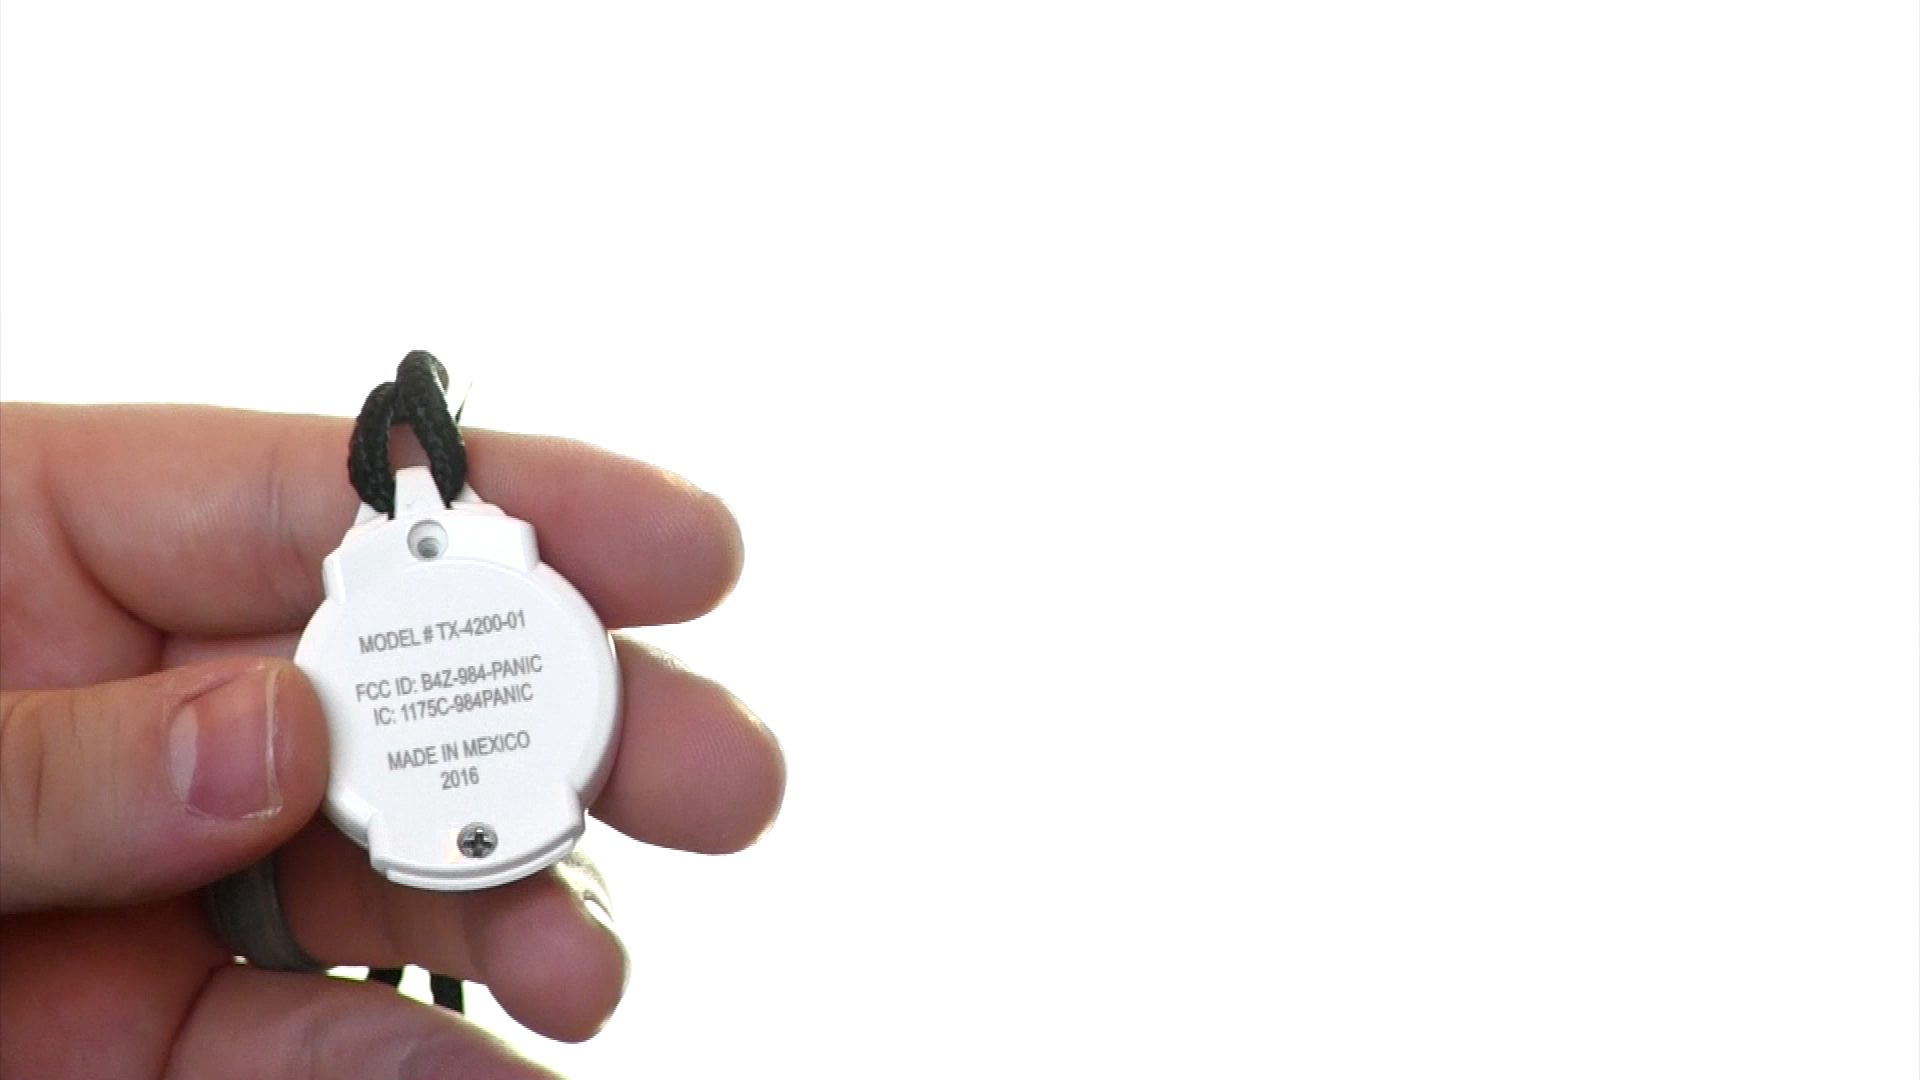 MODEL # TX-4200-01
FCC ID: B4Z-984-PANIC
IC: 1175C-984PANIC
MADE IN MEXICO
2016